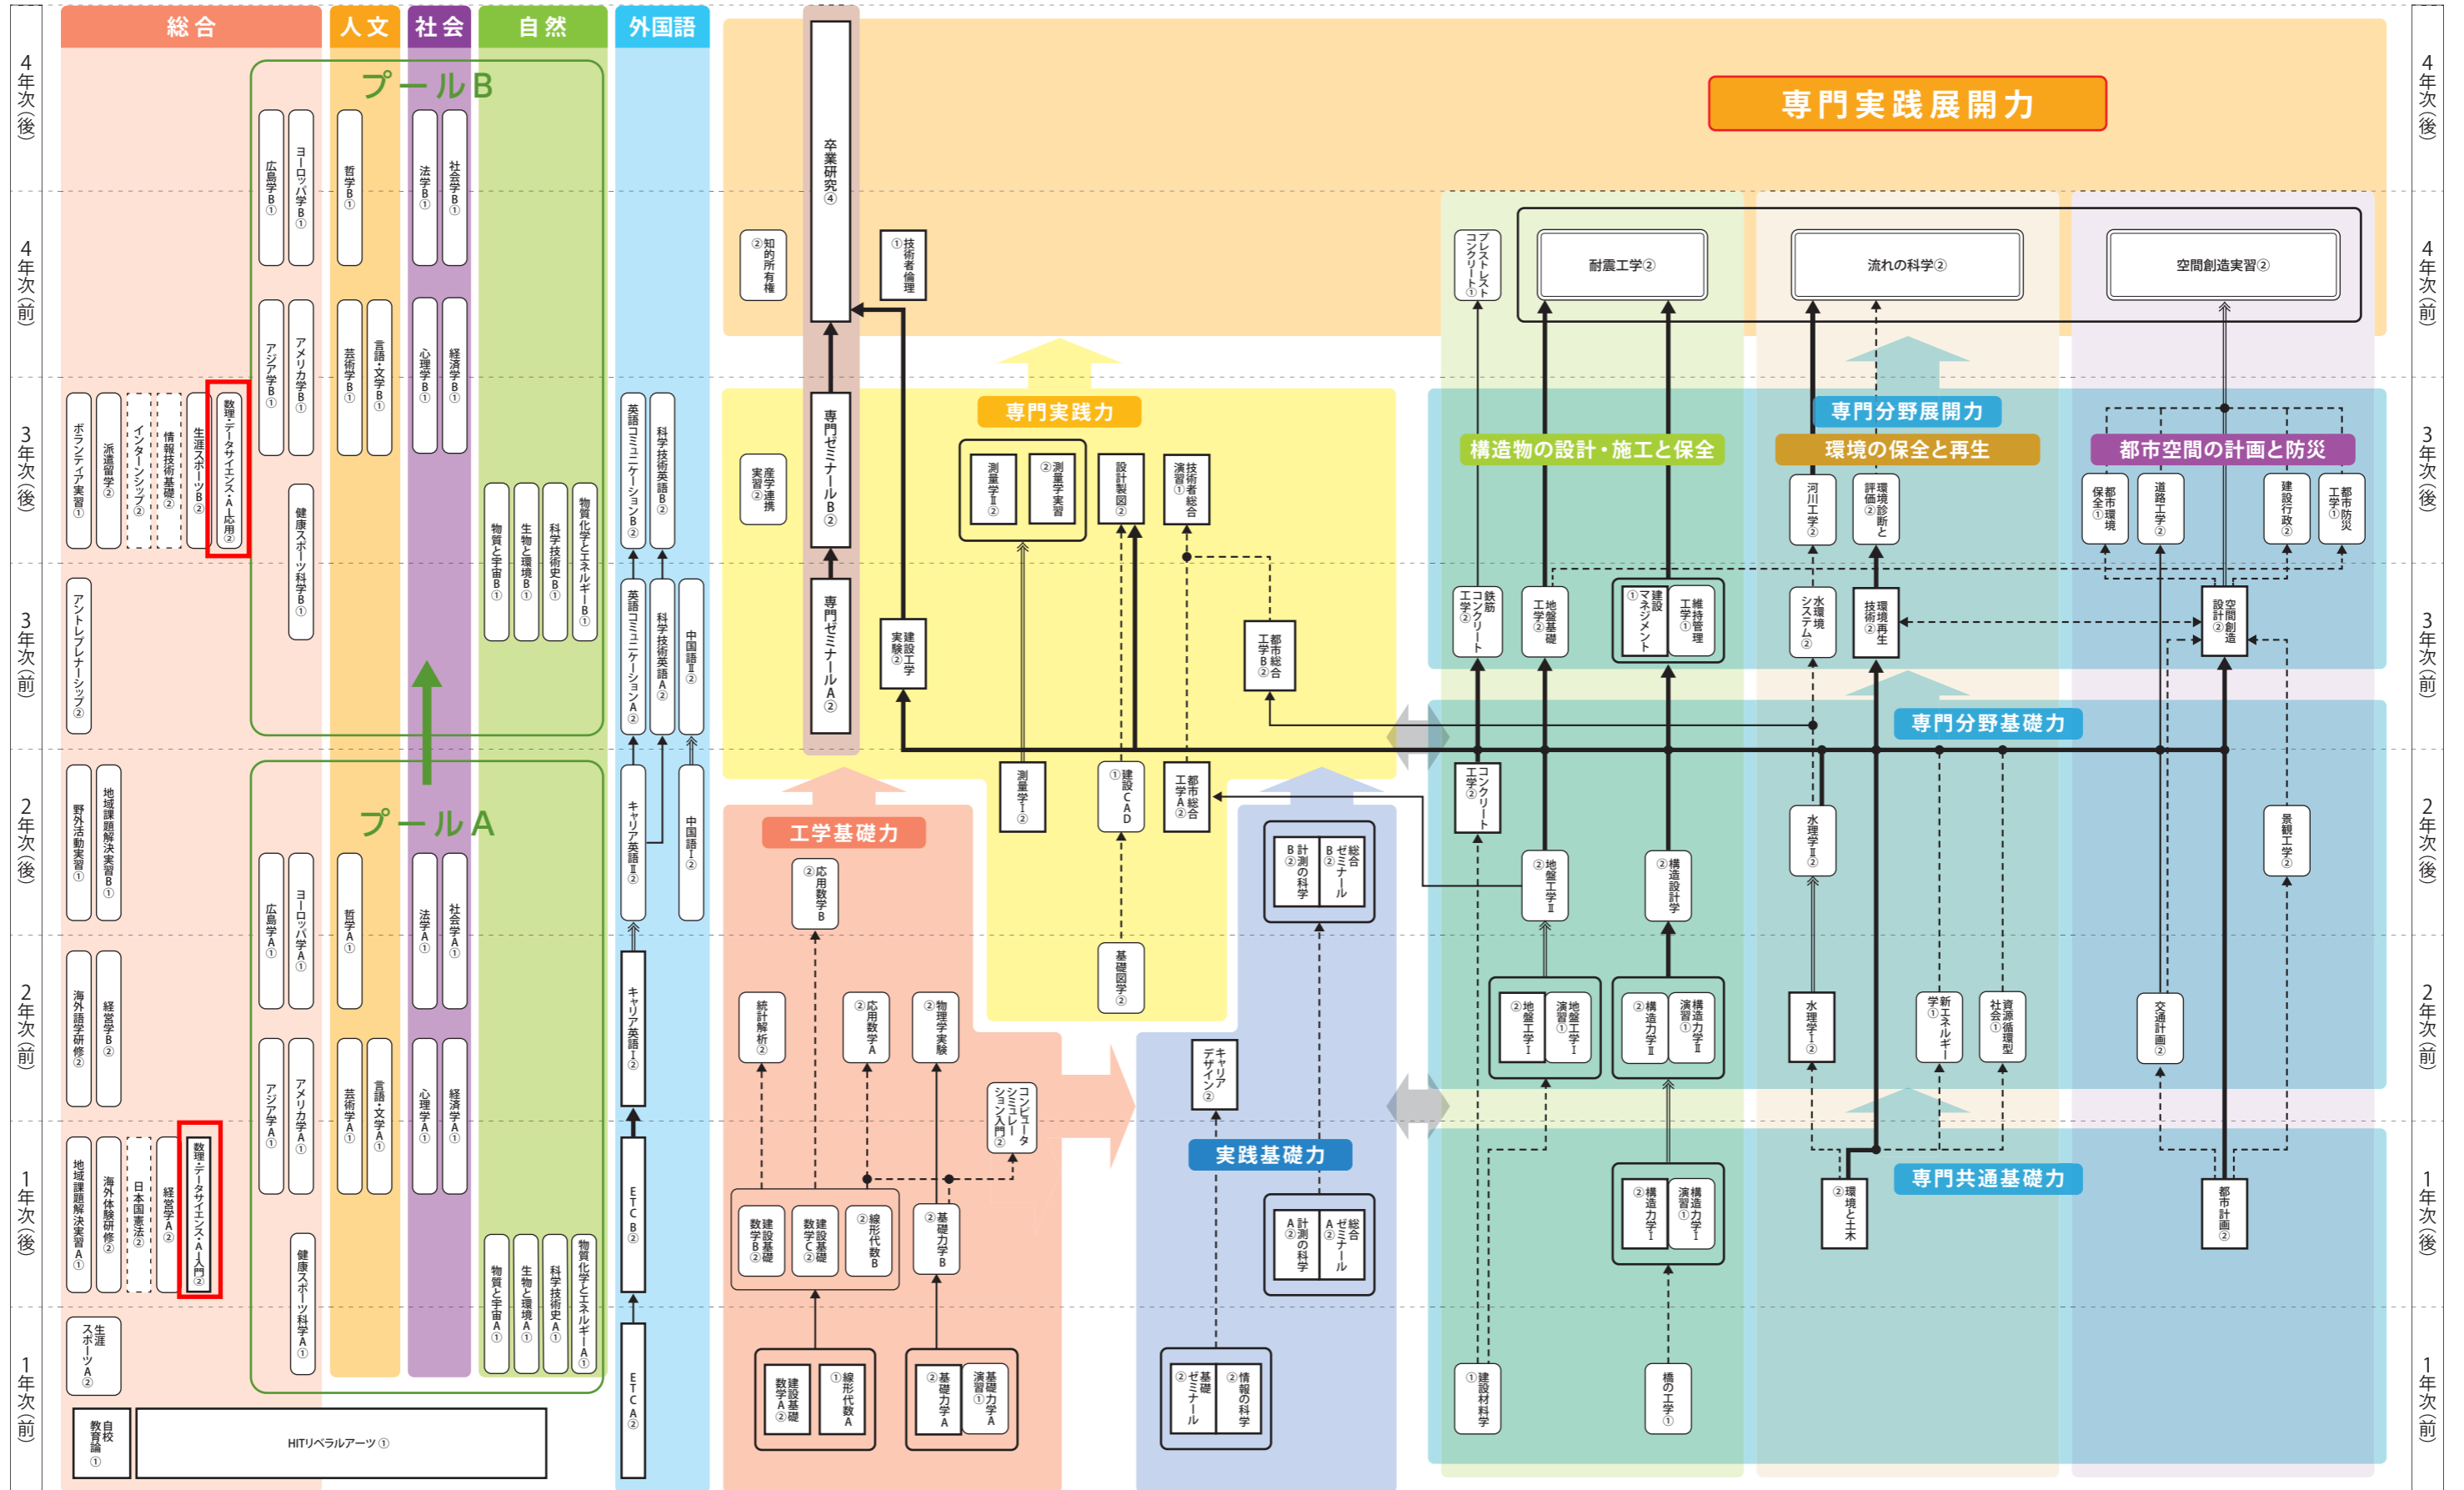 総合
人文
社会
自然
外国語
4年次(後)
4年次(前)
3年次(後)
3年次(前)
2年次(後)
2年次(前)
1年次(後)
1年次(前)
プールB
広島学B①
ヨーロッパ学B①
哲学B①
法学B①
社会学B①
アジア学B①
アメリカ学B①
芸術学B①
言語・文学B①
心理学B①
経済学B①
ボランティア実習①
派遣留学②
インターンシップ②
情報技術基礎②
生涯スポーツB②
数理・データサイエンス・AI応用②
健康スポーツ科学B①
物質と宇宙B①
生物と環境B①
科学技術史B①
物質化学とエネルギーB①
英語コミュニケーションB②
科学技術英語B②
アントレプレナーシップ②
英語コミュニケーションA②
科学技術英語A②
中国語Ⅱ②
プールA
野外活動実習①
地域課題解決実習B①
広島学A①
ヨーロッパ学A①
哲学A①
法学A①
社会学A①
キャリア英語Ⅱ②
中国語Ⅰ②
海外語学研修②
経営学B②
アジア学A①
アメリカ学A①
芸術学A①
言語・文学A①
心理学A①
経済学A①
キャリア英語Ⅰ②
地域課題解決実習A①
海外体験研修②
日本国憲法②
経営学A②
数理・データサイエンス・AI入門②
健康スポーツ科学A①
物質と宇宙A①
生物と環境A①
科学技術史A①
物質化学とエネルギーA①
ETC B②
生涯スポーツA②
自校教育論①
HITリベラルアーツ①
ETC A②
専門実践展開力
卒業研究④
知的所有権②
技術者倫理①
プレストレストコンクリート①
耐震工学②
流れの科学②
空間創造実習②
専門実践力
専門ゼミナールB②
産学連携実習②
測量学Ⅱ②
測量学実習②
設計製図②
技術者総合演習①
専門ゼミナールA②
建設工学実験②
都市総合工学B②
測量学Ⅰ②
建設CAD①
都市総合工学A②
基礎図学②
専門分野展開力
構造物の設計・施工と保全
環境の保全と再生
都市空間の計画と防災
河川工学②
環境診断と評価②
都市環境保全①
道路工学②
建設行政②
都市防災工学①
鉄筋コンクリート工学②
地盤基礎工学②
建設マネジメント①
維持管理工学①
水環境システム②
環境再生技術②
空間創造設計②
専門分野基礎力
コンクリート工学②
地盤工学Ⅱ②
構造設計学②
水理学Ⅱ②
景観工学②
地盤工学Ⅰ②
地盤工学Ⅰ演習①
構造力学Ⅱ②
構造力学Ⅱ演習①
水理学Ⅰ②
新エネルギー学①
資源循環型社会①
交通計画②
専門共通基礎力
構造力学Ⅰ②
構造力学Ⅰ演習①
環境と土木②
都市計画②
建設材料学①
橋の工学①
工学基礎力
応用数学B②
統計解析②
応用数学A②
物理学実験②
コンピュータシミュレーション入門②
建設基礎数学B②
建設基礎数学C②
線形代数B②
基礎力学B②
建設基礎数学A②
線形代数A①
基礎力学A②
基礎力学A演習①
実践基礎力
計測の科学B②
総合ゼミナールB②
キャリアデザイン②
計測の科学A②
総合ゼミナールA②
基礎ゼミナール②
情報の科学②
4年次(後)
4年次(前)
3年次(後)
3年次(前)
2年次(後)
2年次(前)
1年次(後)
1年次(前)